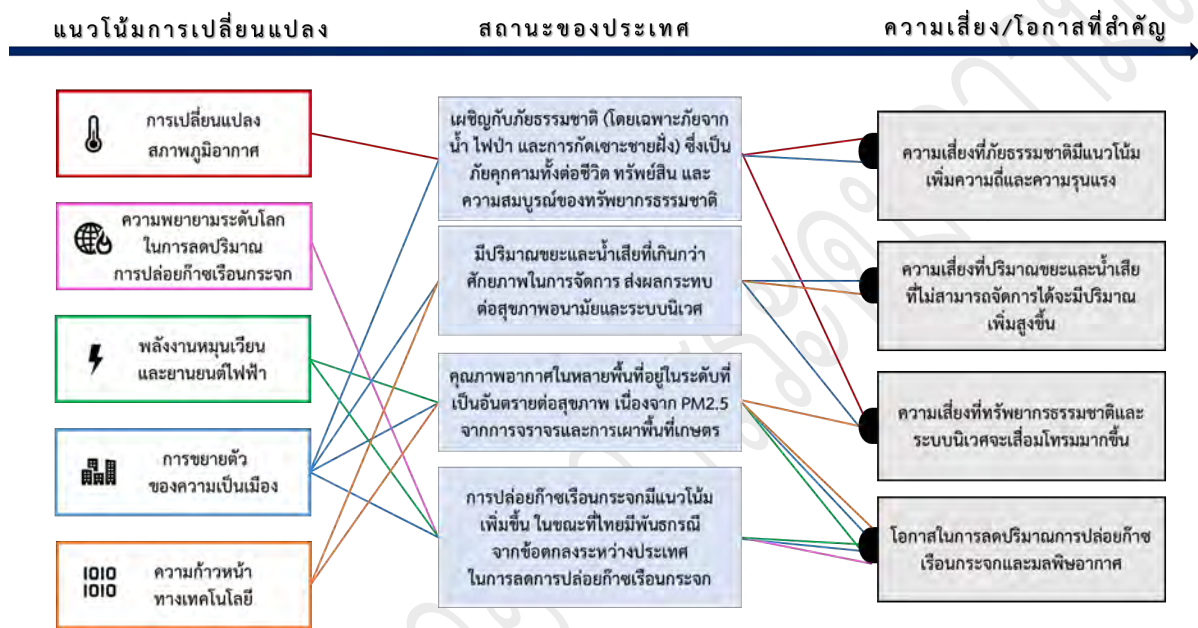 แนวโน้มการเปลี่ยนแปลง
สถานะของประเทศ
ความเสี่ยง/โอกาสที่สำคัญ
การเปลี่ยนแปลง
สภาพภูมิอากาศ
ความพยายามระดับโลก
ในการลดปริมาณ
การปล่อยก๊าซเรือนกระจก
พลังงานหมุนเวียน
และยานยนต์ไฟฟ้า
การขยายตัว
ของความเป็นเมือง
1010
1010
ความก้าวหน้า
ทางเทคโนโลยี
เผชิญกับภัยธรรมชาติ (โดยเฉพาะภัยจาก
น้ำ ไฟป่า และการกัดเซาะชายฝั่ง) ซึ่งเป็น
ภัยคุกคามทั้งต่อชีวิต ทรัพย์สิน และ
ความสมบูรณ์ของทรัพยากรธรรมชาติ
มีปริมาณขยะและน้ำเสียที่เกินกว่า
ศักยภาพในการจัดการ ส่งผลกระทบ
ต่อสุขภาพอนามัยและระบบนิเวศ
คุณภาพอากาศในหลายพื้นที่อยู่ในระดับที่
เป็นอันตรายต่อสุขภาพ เนื่องจาก PM2.5
จากการจราจรและการเผาพื้นที่เกษตร
การปล่อยก๊าซเรือนกระจกมีแนวโน้ม
เพิ่มขึ้น ในขณะที่ไทยมีพันธกรณี
จากข้อตกลงระหว่างประเทศ
ในการลดการปล่อยก๊าซเรือนกระจก
ความเสี่ยงที่ภัยธรรมชาติมีแนวโน้ม
เพิ่มความถี่และความรุนแรง
ความเสี่ยงที่ปริมาณขยะและน้ำเสีย
ที่ไม่สามารถจัดการได้จะมีปริมาณ
เพิ่มสูงขึ้น
ความเสี่ยงที่ทรัพยากรธรรมชาติและ
ระบบนิเวศจะเสื่อมโทรมมากขึ้น
โอกาสในการลดปริมาณการปล่อยก๊าซ
เรือนกระจกและมลพิษอากาศ